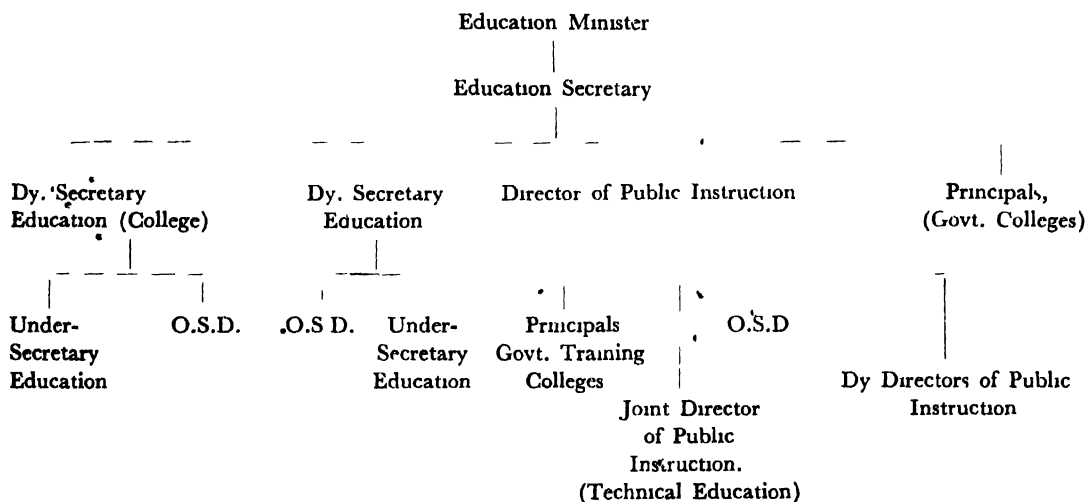 Education Minister
Education Secretary
Dy. Secretary
Education (College)
Dy. Secretary
Education
Director of Public Instruction
Principals,
(Govt. Colleges)
Under-
Secretary
Education
O.S.D.
O.S D.
Under-
Secretary
Education
Principals
Govt. Training
Colleges
O.S.D
Joint Director
of Public
Instruction.
(Technical Education)
Dy Directors of Public
Instruction